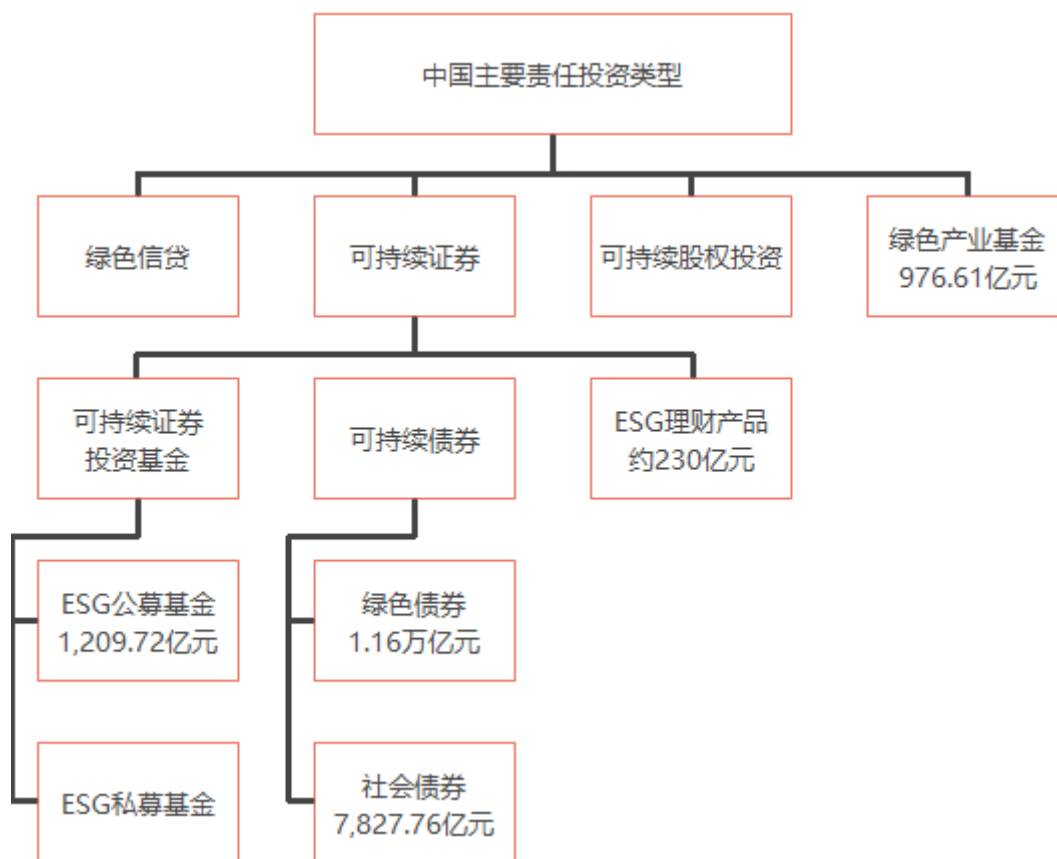 中国主要责任投资类型
绿色信贷
可持续证券
可持续股权投资
绿色产业基金
976.61亿元
可持续证券
投资基金
可持续债券
ESG理财产品
约230亿元
ESG公募基金
1,209.72亿元
绿色债券
1.16万亿元
ESG私募基金
社会债券
7,827.76亿元